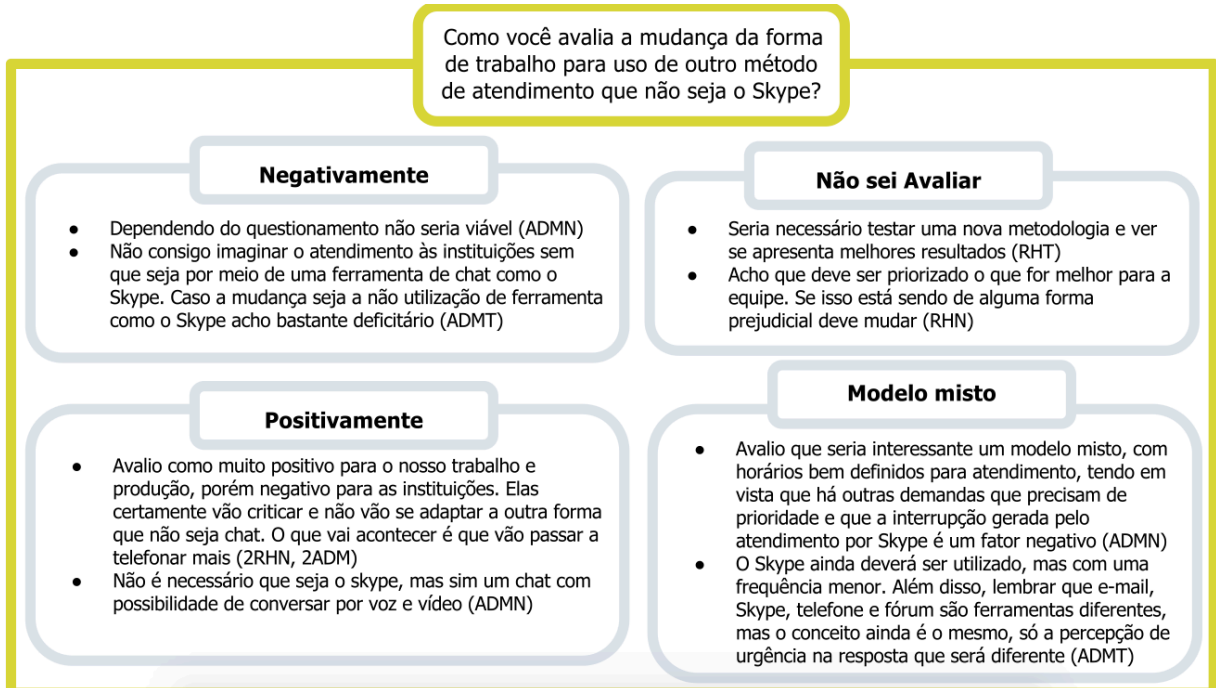 Como você avalia a mudança da forma
de trabalho para uso de outro método
de atendimento que não seja o Skype?
Negativamente
● Dependendo do questionamento não seria viável (ADMN)
● Não consigo imaginar o atendimento às instituições sem
que seja por meio de uma ferramenta de chat como o
Skype. Caso a mudança seja a não utilização de ferramenta
como o Skype acho bastante deficitário (ADMT)
Não sei Avaliar
● Seria necessário testar uma nova metodologia e ver
se apresenta melhores resultados (RHT)
● Acho que deve ser priorizado o que for melhor para a
equipe. Se isso está sendo de alguma forma
prejudicial deve mudar (RHN)
Positivamente
● Avalio como muito positivo para o nosso trabalho e
produção, porém negativo para as instituições. Elas
certamente vão criticar e não vão se adaptar a outra forma
que não seja chat. O que vai acontecer é que vão passar a
telefonar mais (2RHN, 2ADM)
● Não é necessário que seja o skype, mas sim um chat com
possibilidade de conversar por voz e vídeo (ADMN)
Modelo misto
● Avalio que seria interessante um modelo misto, com
horários bem definidos para atendimento, tendo em
vista que há outras demandas que precisam de
prioridade e que a interrupção gerada pelo
atendimento por Skype é um fator negativo (ADMN)
● O Skype ainda deverá ser utilizado, mas com uma
frequência menor. Além disso, lembrar que e-mail,
Skype, telefone e fórum são ferramentas diferentes,
mas o conceito ainda é o mesmo, só a percepção de
urgência na resposta que será diferente (ADMT)